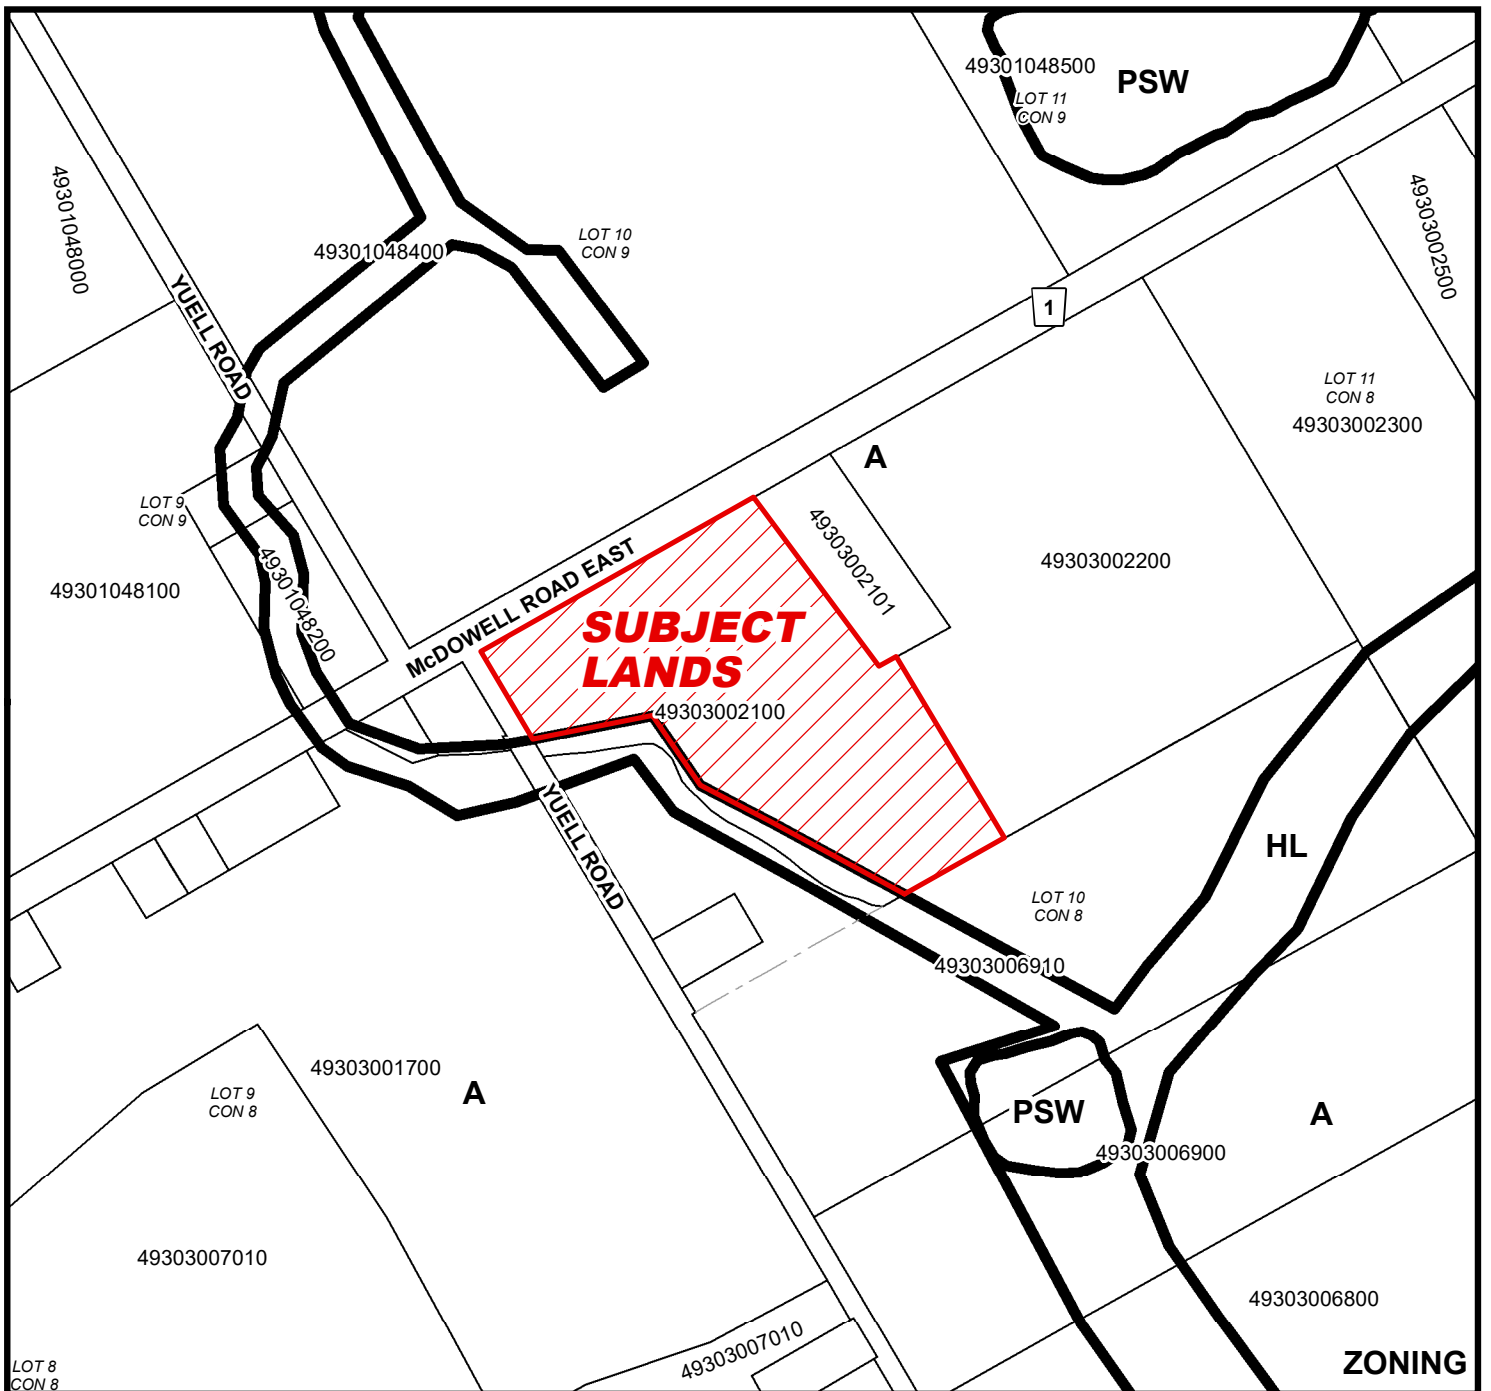 49301048500
PSW
LOT 11
CON 9
49301048000
49303002500
LOT 10
CON 9
49301048400
YUELL ROAD
1
LOT 11
CON 8
49303002300
A
LOT 9
CON 9
49303002101
49303002200
49301048100
49301048200
McDOWELL ROAD EAST
SUBJECT
LANDS
49303002100
YUELL ROAD
HL
LOT 10
CON 8
49303006910
49303001700
A
LOT 9
CON 8
PSW
A
49303006900
49303007010
49303006800
49303007010
LOT 8
CON 8
ZONING